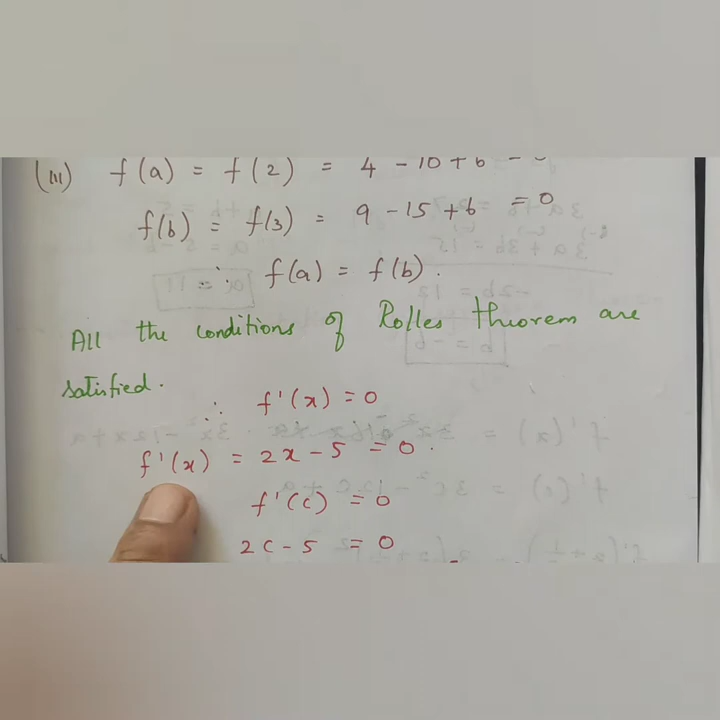 (III) f(a) = f(2) = 4 - 10 + 6 =
f(b) = f(3) = 9 - 15 + 6 = 0
∴ f(a) = f(b).
All the conditions of Rolles theorem are
satisfied.
∴ f'(x) = 0
f'(x) = 2x - 5 = 0.
f'(c) = 0
2c - 5 = 0